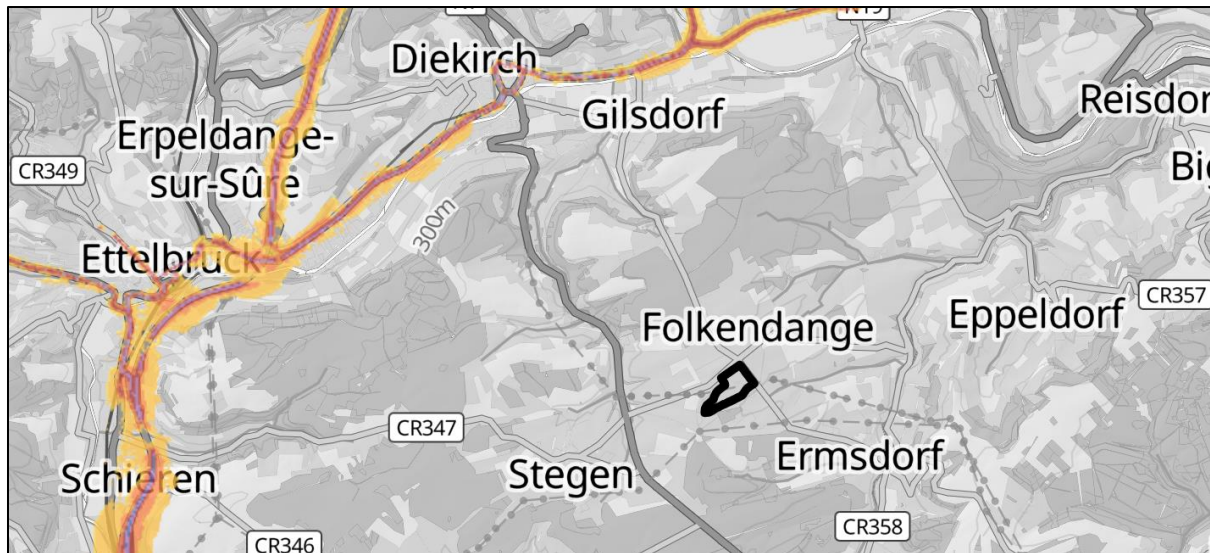 Diekirch
Gilsdorf
Reisdor
Erpeldange-
sur-Sûre
CR349
Big
300m
Ettelbruck
Folkendange
Eppeldorf
CR357
CR347
Schieren
Stegen
Ermsdorf
CR346
CR358